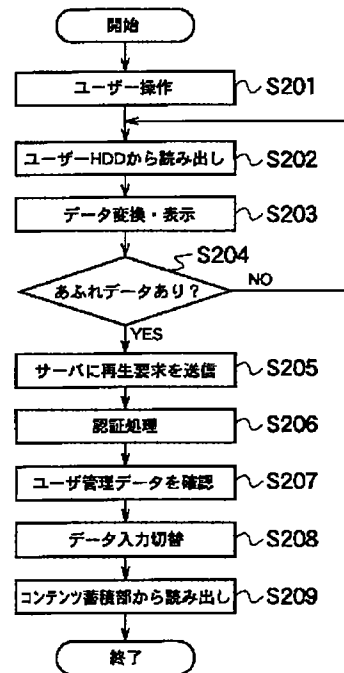 開始
ユーザー操作 S201
ユーザーHDDから読み出し S202
データ変換・表示 S203
S204
あふれデータあり? NO
YES
サーバに再生要求を送信 S205
認証処理 S206
ユーザ管理データを確認 S207
データ入力切替 S208
コンテンツ蓄積部から読み出し S209
終了